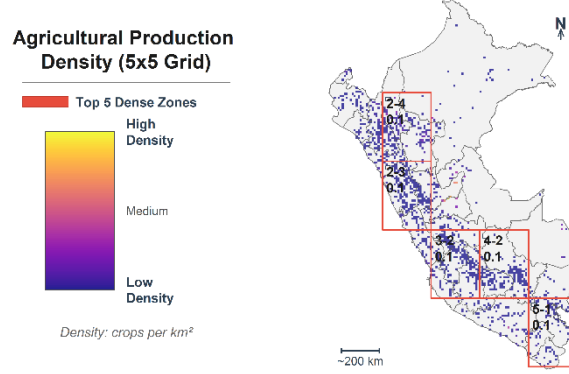 Agricultural Production
Density (5x5 Grid)
Top 5 Dense Zones
High
Density
Medium
Low
Density
Density: crops per km²
N
2-4
0.1
2-3
0.1
3-2
0.1
4-2
0.1
5-1
0.1
~200 km